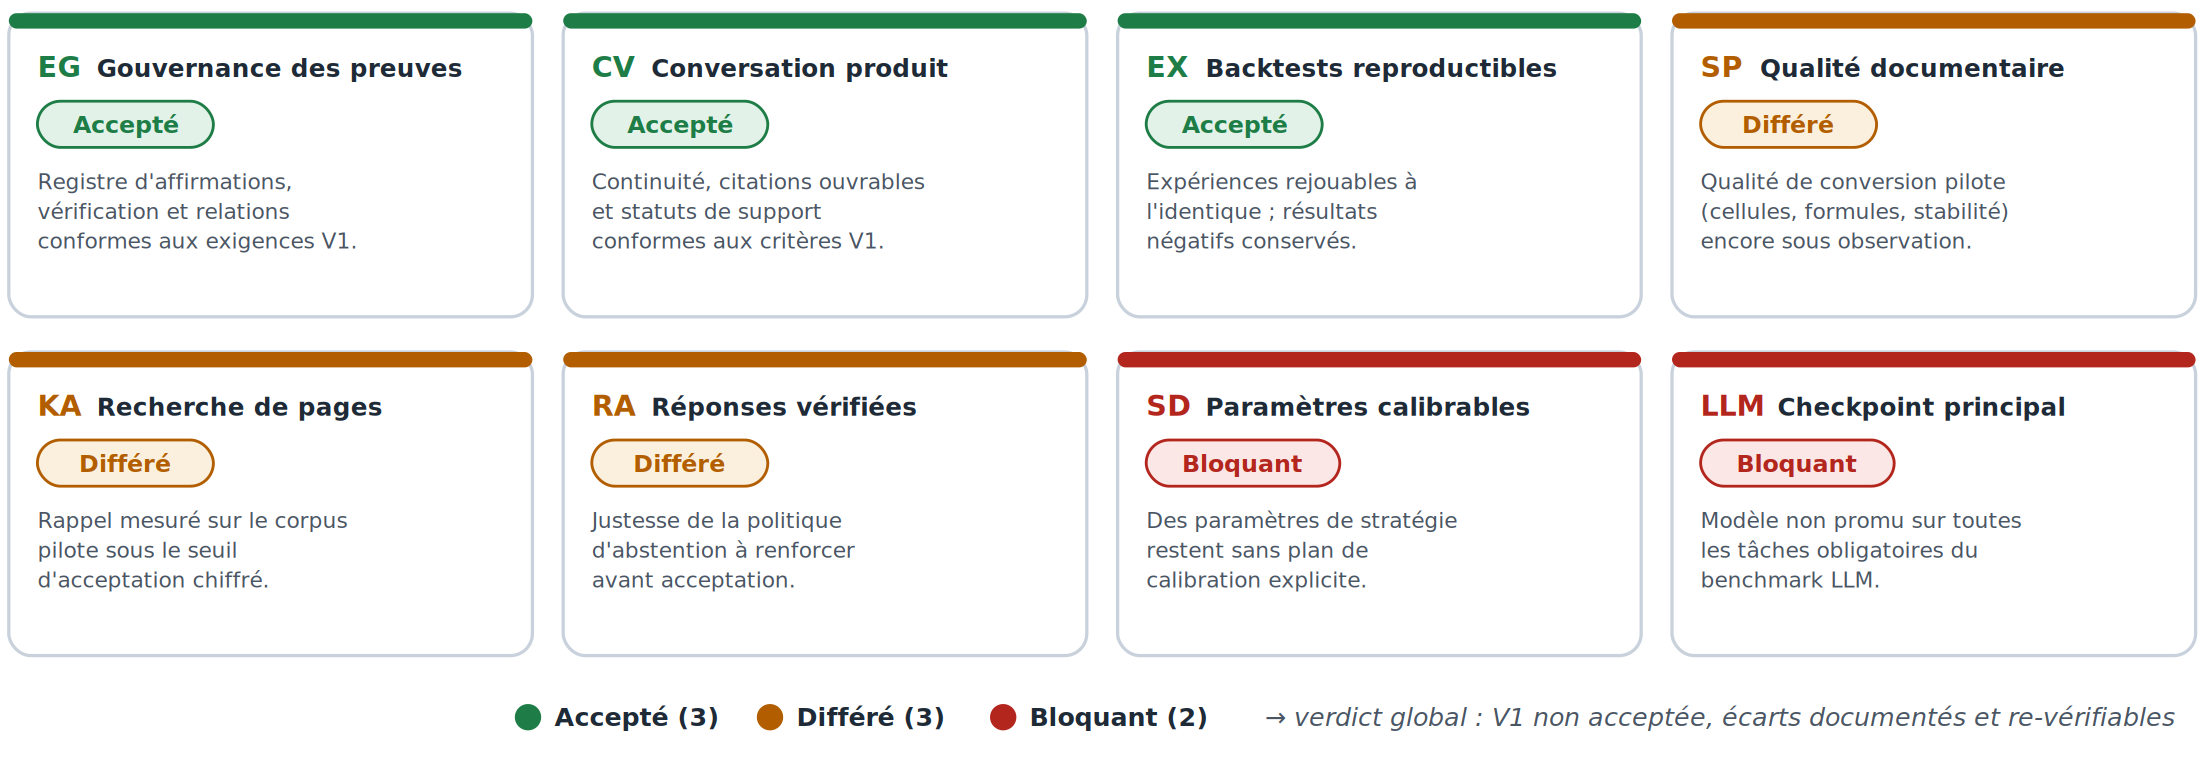 EG Gouvernance des preuves
Accepté
Registre d'affirmations,
vérification et relations
conformes aux exigences V1.
CV Conversation produit
Accepté
Continuité, citations ouvrables
et statuts de support
conformes aux critères V1.
EX Backtests reproductibles
Accepté
Expériences rejouables à
l'identique ; résultats
négatifs conservés.
SP Qualité documentaire
Différé
Qualité de conversion pilote
(cellules, formules, stabilité)
encore sous observation.
KA Recherche de pages
Différé
Rappel mesuré sur le corpus
pilote sous le seuil
d'acceptation chiffré.
RA Réponses vérifiées
Différé
Justesse de la politique
d'abstention à renforcer
avant acceptation.
SD Paramètres calibrables
Bloquant
Des paramètres de stratégie
restent sans plan de
calibration explicite.
LLM Checkpoint principal
Bloquant
Modèle non promu sur toutes
les tâches obligatoires du
benchmark LLM.
Accepté (3) Différé (3) Bloquant (2) → verdict global : V1 non acceptée, écarts documentés et re-vérifiables